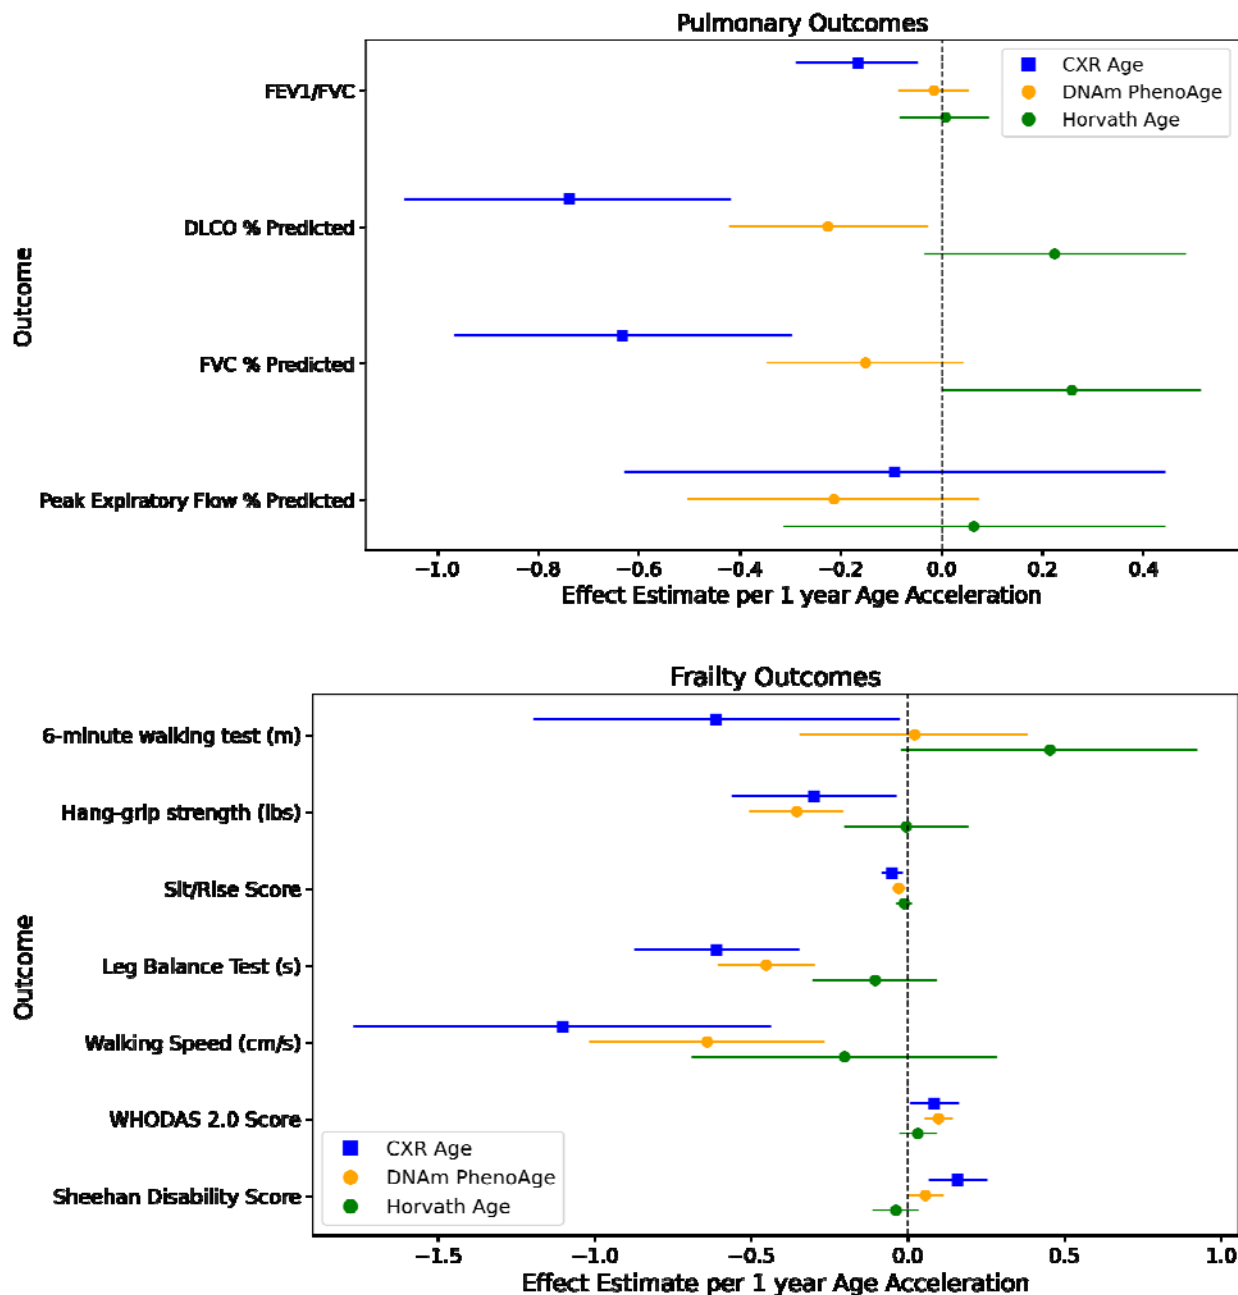 Pulmonary Outcomes
CXR Age
DNAm PhenoAge
Horvath Age
Outcome
FEV1/FVC
DLCO % Predicted
FVC % Predicted
Peak Expiratory Flow % Predicted
−1.0 −0.8 −0.6 −0.4 −0.2 0.0 0.2 0.4
Effect Estimate per 1 year Age Acceleration
Frailty Outcomes
Outcome
6-minute walking test (m)
Hang-grip strength (lbs)
Sit/Rise Score
Leg Balance Test (s)
Walking Speed (cm/s)
WHODAS 2.0 Score
Sheehan Disability Score
CXR Age
DNAm PhenoAge
Horvath Age
−1.5 −1.0 −0.5 0.0 0.5 1.0
Effect Estimate per 1 year Age Acceleration